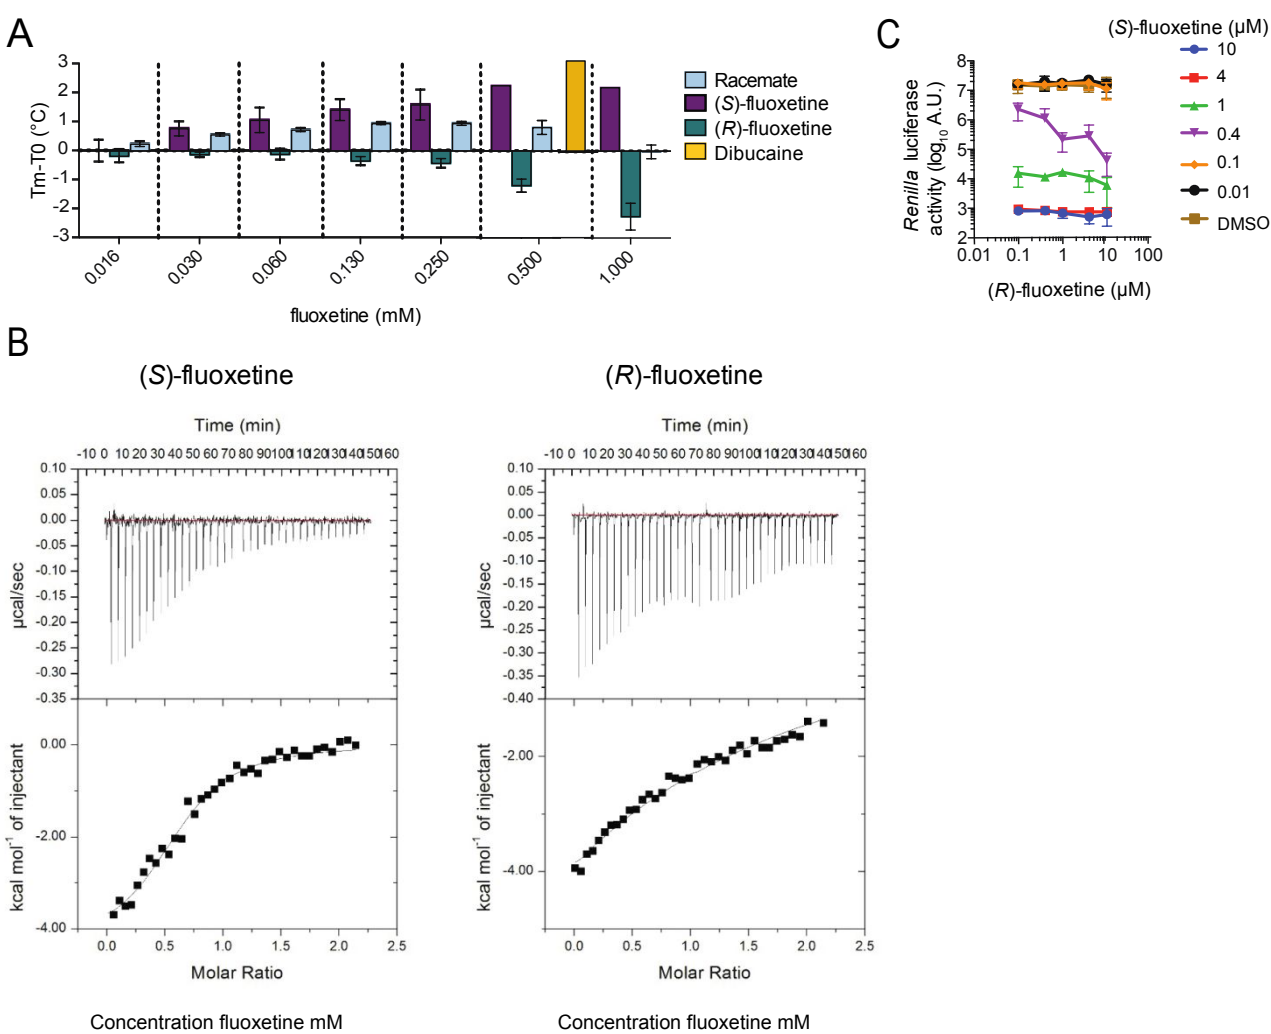 A
3
2
1
0
-1
-2
-3
Tm-T0 (°C)
0.016
0.030
0.060
0.130
0.250
0.500
1.000
fluoxetine (mM)
Racemate
(S)-fluoxetine
(R)-fluoxetine
Dibucaine
C
(S)-fluoxetine (µM)
10
4
1
0.4
0.1
0.01
DMSO
Renilla luciferase
activity (log10 A.U.)
8
7
6
5
4
3
2
0.01 0.1 1 10 100
(R)-fluoxetine (µM)
B
(S)-fluoxetine
Time (min)
-10 0 10 20 30 40 50 60 70 80 90 100 110 120 130 140 150 160
0.10
0.05
0.00
-0.05
-0.10
-0.15
-0.20
-0.25
-0.30
-0.35
µcal/sec
0.00
-2.00
-4.00
kcal mol-1 of injectant
0.0 0.5 1.0 1.5 2.0 2.5
Molar Ratio
Concentration fluoxetine mM
(R)-fluoxetine
Time (min)
-10 0 10 20 30 40 50 60 70 80 90 100 110 120 130 140 150 160
0.10
0.05
0.00
-0.05
-0.10
-0.15
-0.20
-0.25
-0.30
-0.35
-0.40
µcal/sec
-2.00
-4.00
kcal mol-1 of injectant
0.0 0.5 1.0 1.5 2.0 2.5
Molar Ratio
Concentration fluoxetine mM